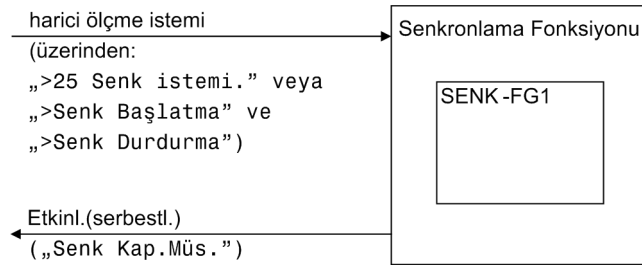 harici ölçme istemi
(üzerinden:
„>25 Senk istemi.” veya
„>Senk Başlatma” ve
„>Senk Durdurma”)
Senkronlama Fonksiyonu
SENK -FG1
Etkinl.(serbestl.)
(„Senk Kap.Müs.”)